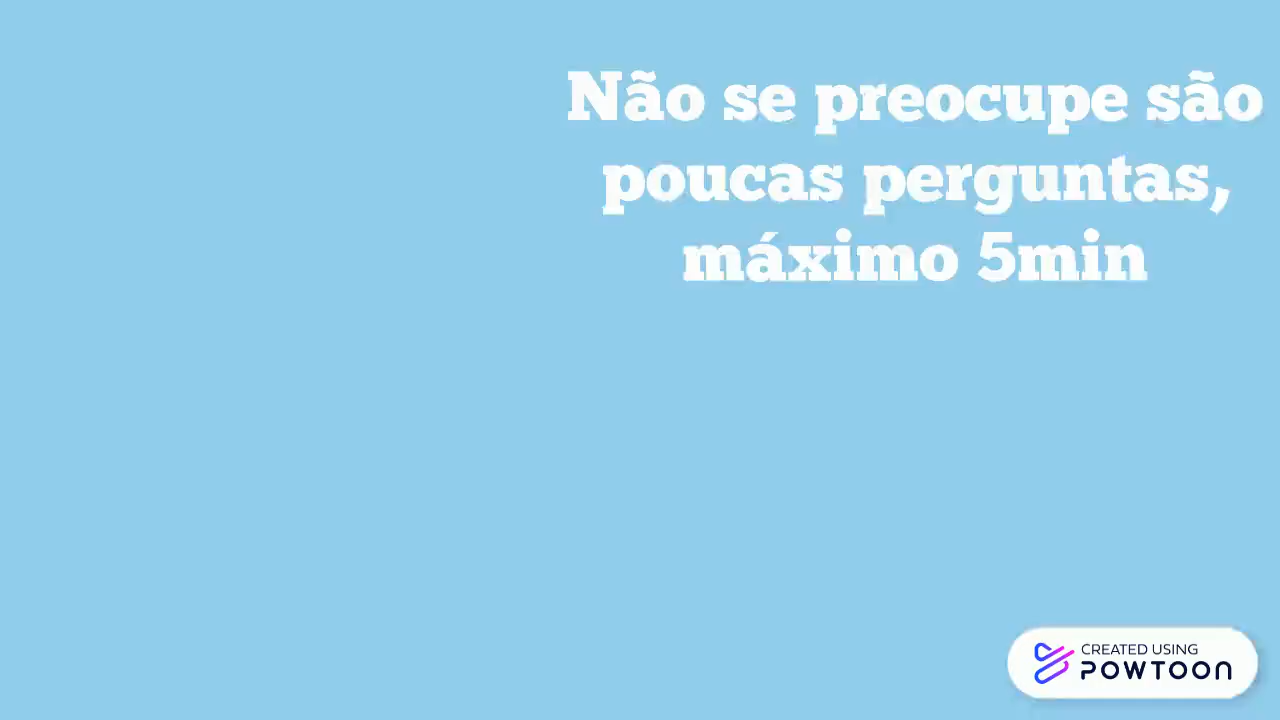 Não se preocupe são
poucas perguntas,
máximo 5min
CREATED USING
POWTOON